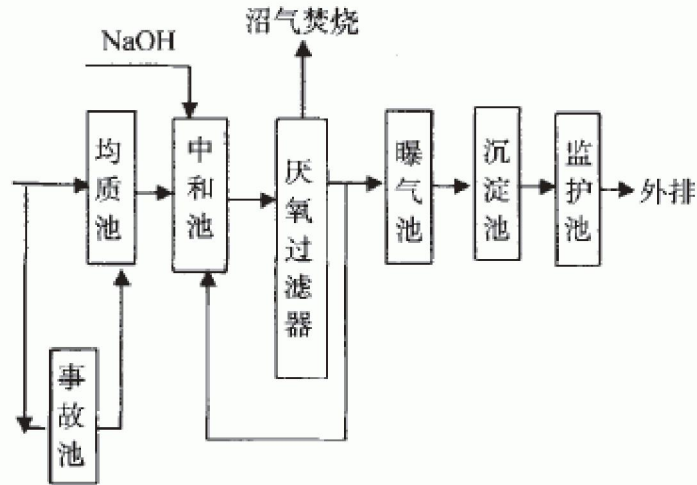 沼气焚烧
NaOH
均质池
中和池
厌氧过滤器
曝气池
沉淀池
监护池
外排
事故池